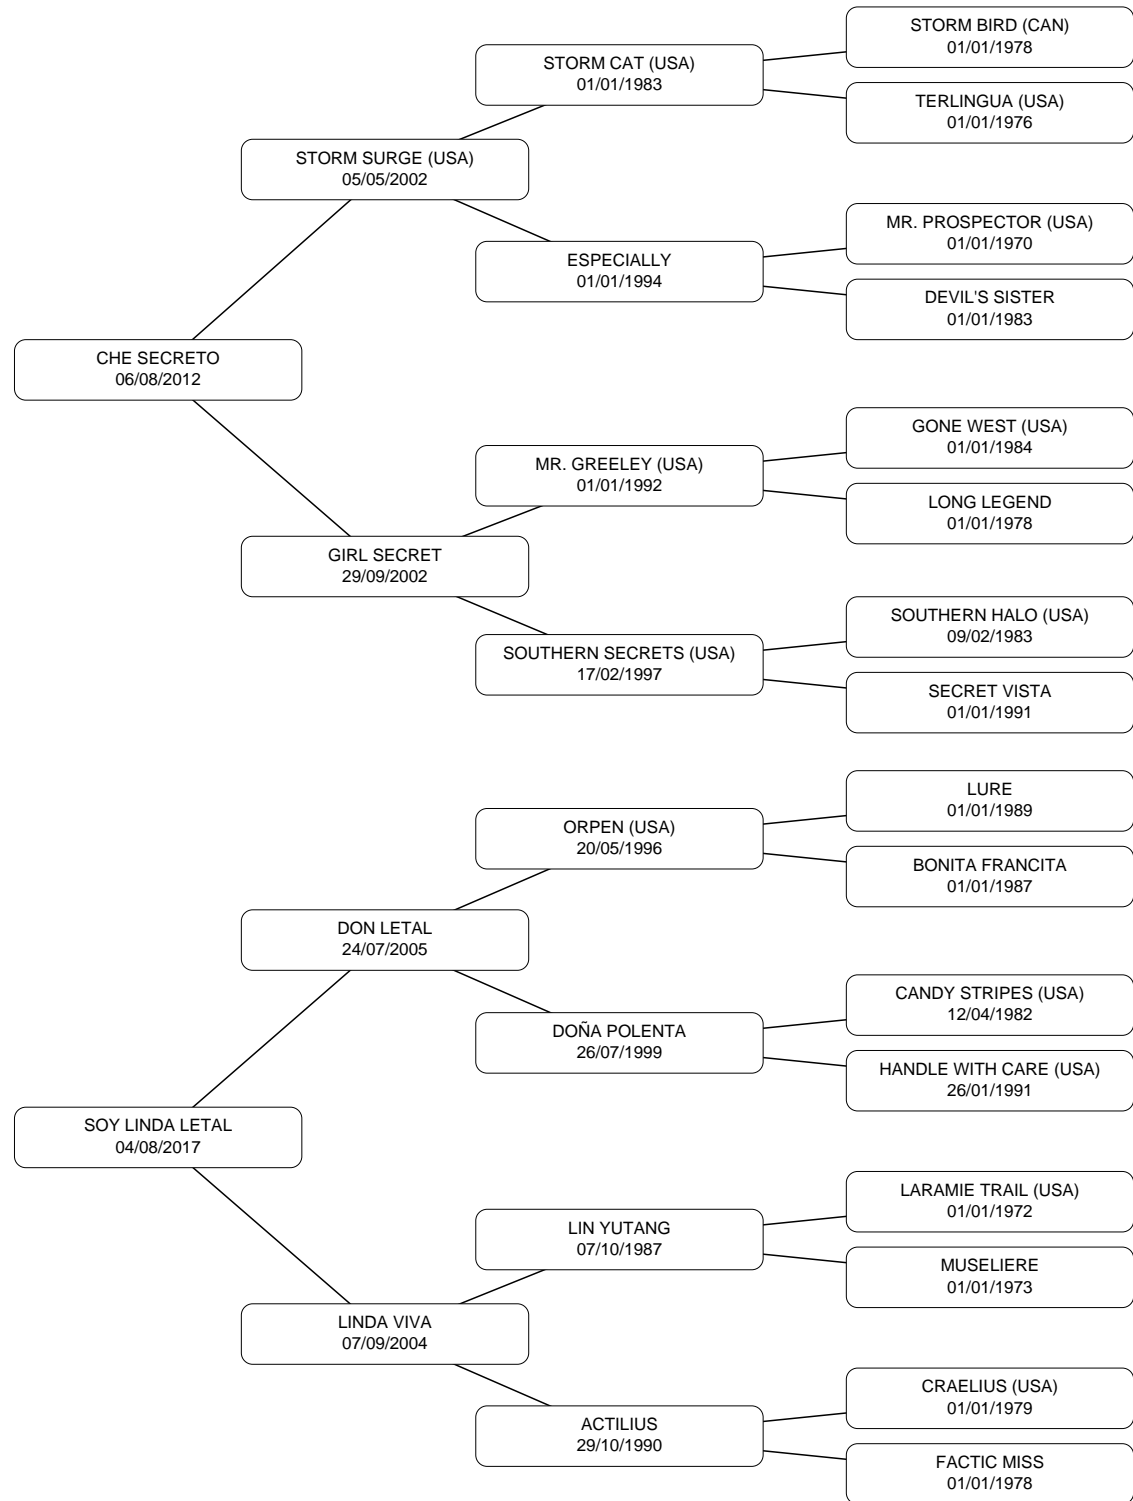 STORM BIRD (CAN)
01/01/1978
STORM CAT (USA)
01/01/1983
TERLINGUA (USA)
01/01/1976
STORM SURGE (USA)
05/05/2002
MR. PROSPECTOR (USA)
01/01/1970
ESPECIALLY
01/01/1994
DEVIL'S SISTER
01/01/1983
CHE SECRETO
06/08/2012
GONE WEST (USA)
01/01/1984
MR. GREELEY (USA)
01/01/1992
LONG LEGEND
01/01/1978
GIRL SECRET
29/09/2002
SOUTHERN HALO (USA)
09/02/1983
SOUTHERN SECRETS (USA)
17/02/1997
SECRET VISTA
01/01/1991
LURE
01/01/1989
ORPEN (USA)
20/05/1996
BONITA FRANCITA
01/01/1987
DON LETAL
24/07/2005
CANDY STRIPES (USA)
12/04/1982
DOÑA POLENTA
26/07/1999
HANDLE WITH CARE (USA)
26/01/1991
SOY LINDA LETAL
04/08/2017
LARAMIE TRAIL (USA)
01/01/1972
LIN YUTANG
07/10/1987
MUSELIERE
01/01/1973
LINDA VIVA
07/09/2004
CRAELIUS (USA)
01/01/1979
ACTILIUS
29/10/1990
FACTIC MISS
01/01/1978